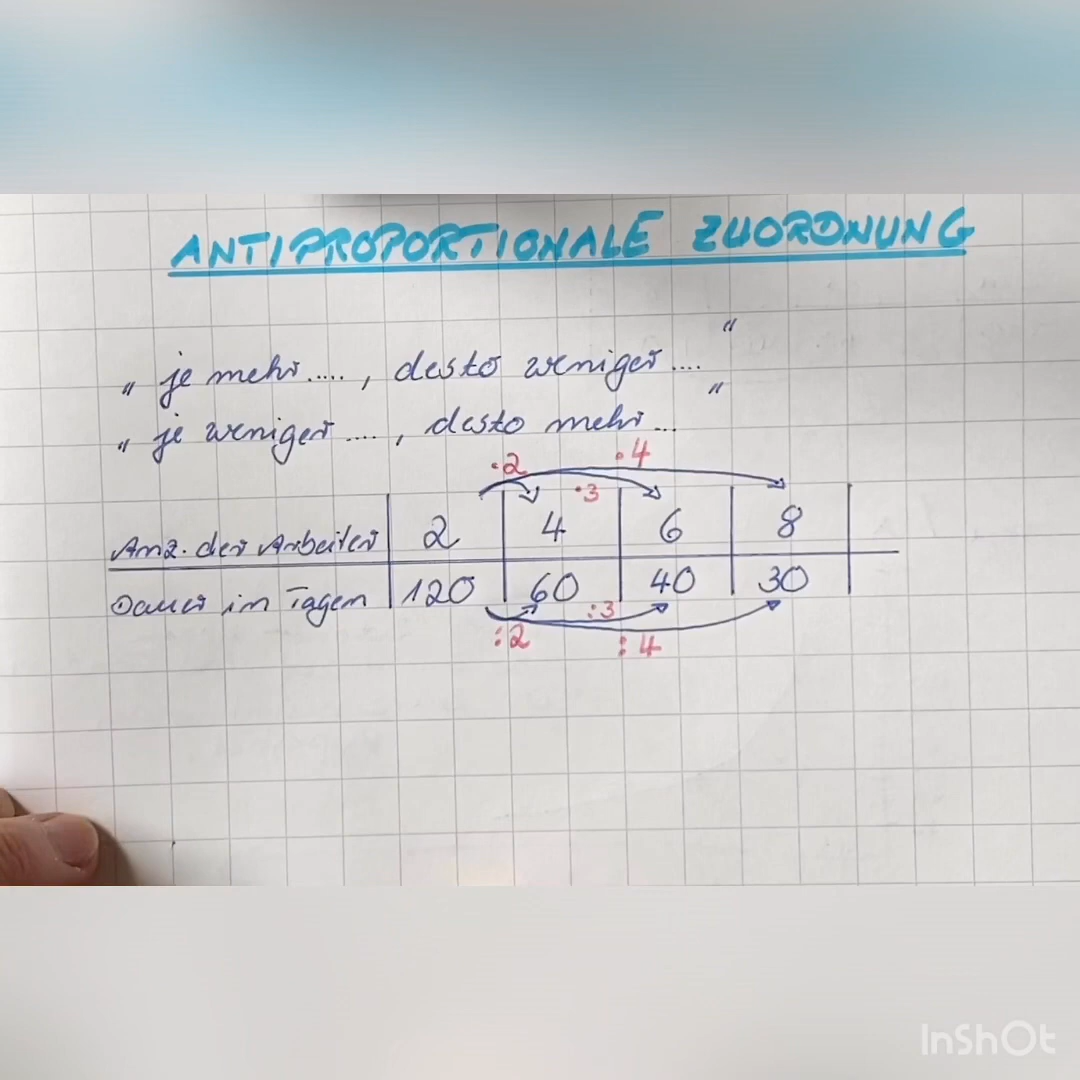 ANTIPROPORTIONALE ZUORDNUNG
„ je mehr....., desto weniger.... “
„ je weniger...., desto mehr... “
·2 ·4
·3
Anz. der Arbeiter 2 4 6 8
Dauer in Tagen 120 60 40 30
:3
:2 :4
InShOt